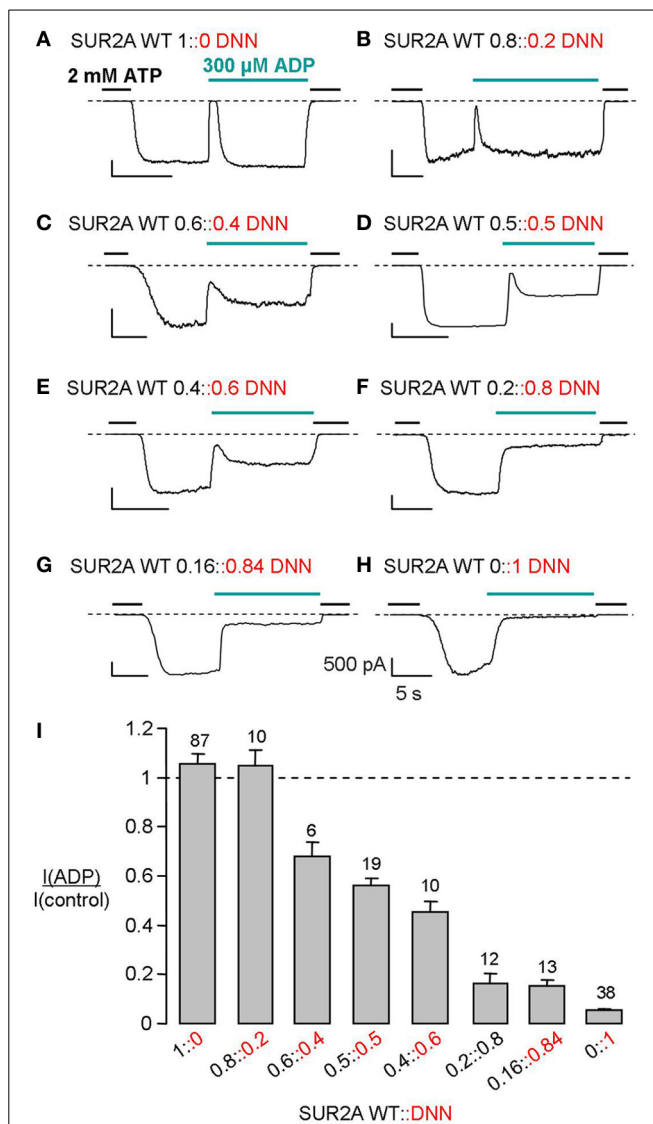 A SUR2A WT 1::0 DNN
B SUR2A WT 0.8::0.2 DNN
2 mM ATP
300 µM ADP
C SUR2A WT 0.6::0.4 DNN
D SUR2A WT 0.5::0.5 DNN
E SUR2A WT 0.4::0.6 DNN
F SUR2A WT 0.2::0.8 DNN
G SUR2A WT 0.16::0.84 DNN
H SUR2A WT 0::1 DNN
500 pA
5 s
I
1.2
1
0.8
0.6
0.4
0.2
0
I(ADP)
I(control)
87
10
6
19
10
12
13
38
1::0
0.8::0.2
0.6::0.4
0.5::0.5
0.4::0.6
0.2::0.8
0.16::0.84
0::1
SUR2A WT::DNN